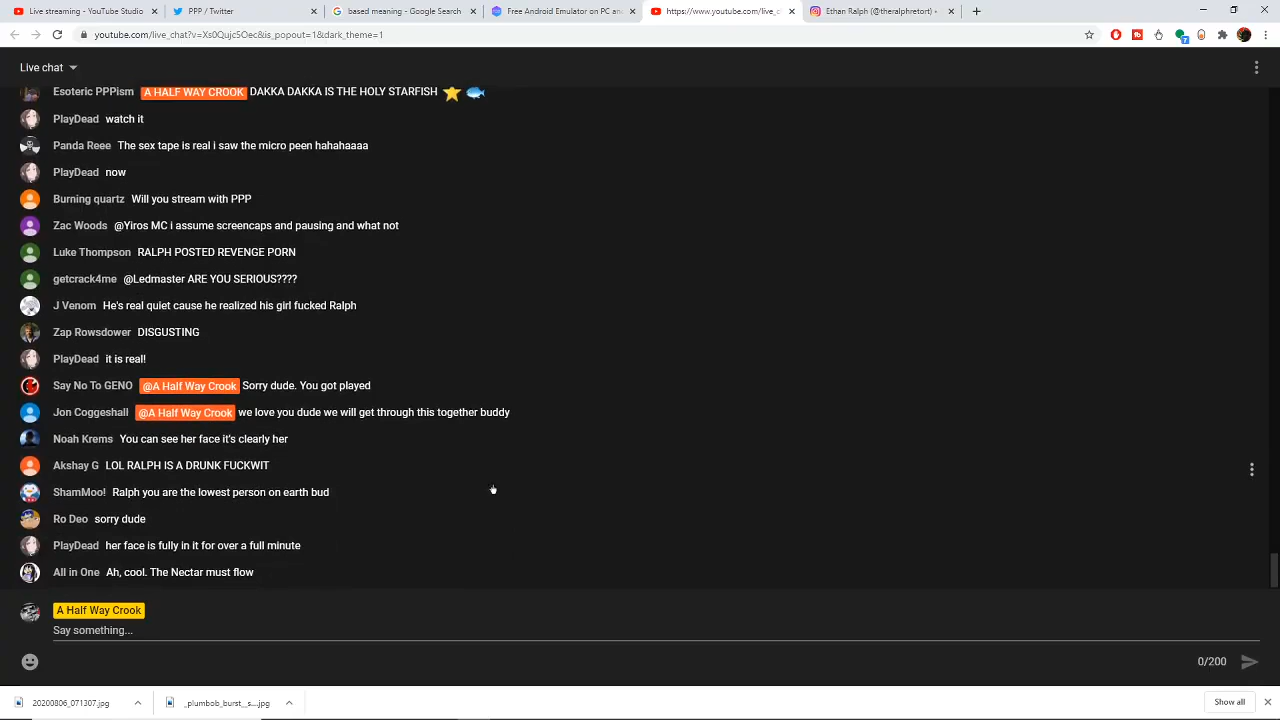 Live streaming - YouTube Studio
PPP / Twitter
based meaning - Google Search
Free Android Emulator on PC an
https://www.youtube.com/live_c
Ethan Ralph (@theralphretort) •
youtube.com/live_chat?v=Xs0Qujc5Oec&is_popout=1&dark_theme=1
Live chat
Esoteric PPPism A HALF WAY CROOK DAKKA DAKKA IS THE HOLY STARFISH
PlayDead watch it
Panda Reee The sex tape is real i saw the micro peen hahahaaaa
PlayDead now
Burning quartz Will you stream with PPP
Zac Woods @Yiros MC i assume screencaps and pausing and what not
Luke Thompson RALPH POSTED REVENGE PORN
getcrack4me @Ledmaster ARE YOU SERIOUS????
J Venom He's real quiet cause he realized his girl fucked Ralph
Zap Rowsdower DISGUSTING
PlayDead it is real!
Say No To GENO @A Half Way Crook Sorry dude. You got played
Jon Coggeshall @A Half Way Crook we love you dude we will get through this together buddy
Noah Krems You can see her face it's clearly her
Akshay G LOL RALPH IS A DRUNK FUCKWIT
ShamMoo! Ralph you are the lowest person on earth bud
Ro Deo sorry dude
PlayDead her face is fully in it for over a full minute
All in One Ah, cool. The Nectar must flow
A Half Way Crook
Say something...
0/200
20200806_071307.jpg
_plumbob_burst__s....jpg
Show all